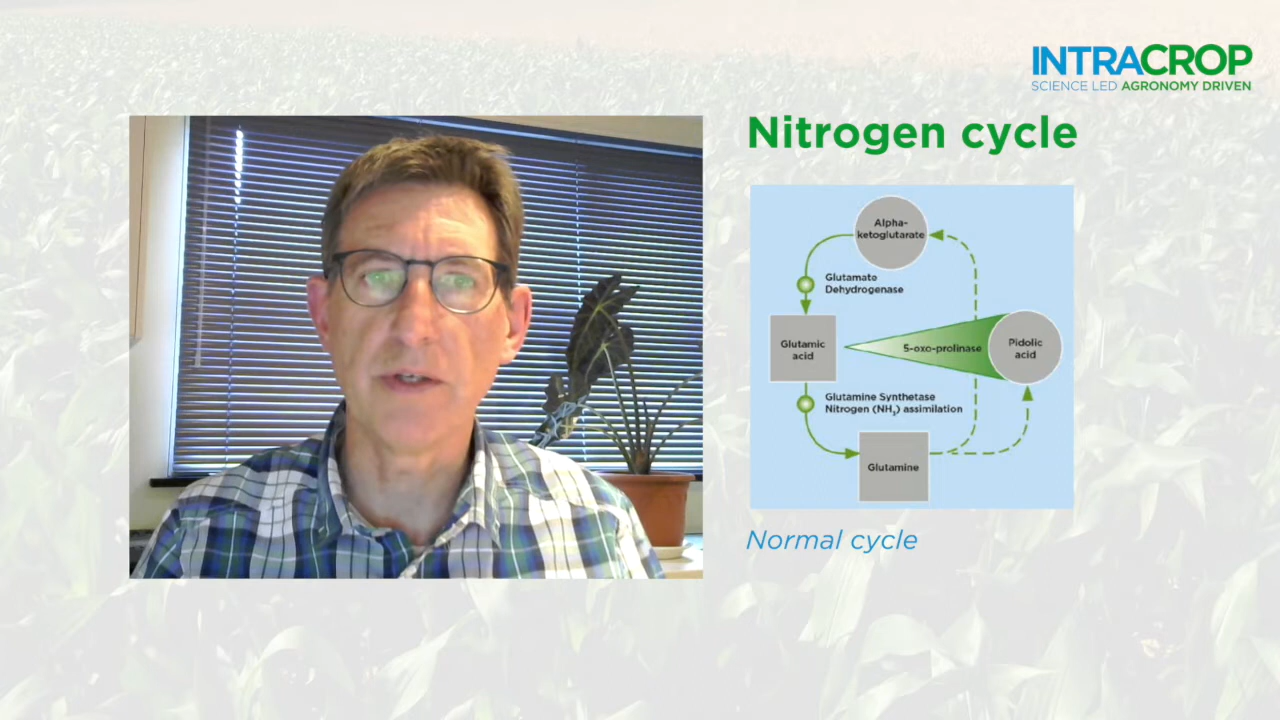 INTRACROP
SCIENCE LED AGRONOMY DRIVEN
Nitrogen cycle
Alpha-
ketoglutarate
Glutamate
Dehydrogenase
Glutamic
acid
5-oxo-prolinase
Pidolic
acid
Glutamine Synthetase
Nitrogen (NH₃) assimilation
Glutamine
Normal cycle